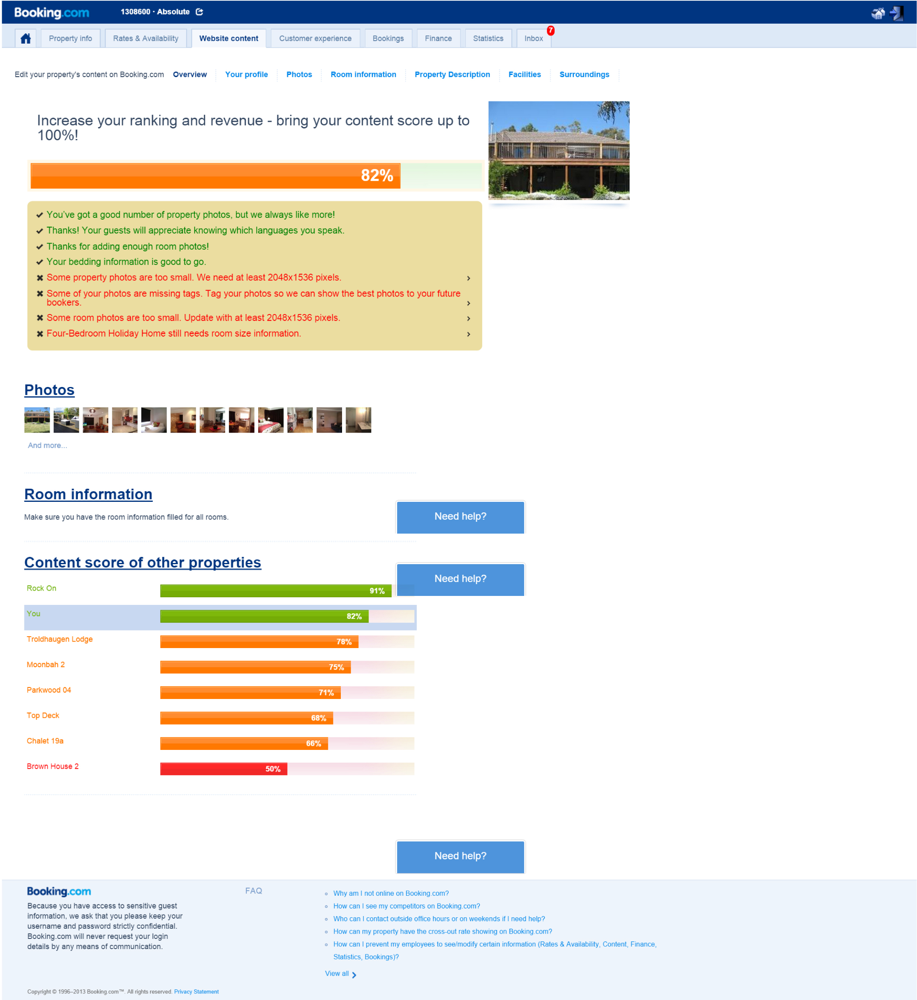 Booking.com
1308600 · Absolute
Property info
Rates & Availability
Website content
Customer experience
Bookings
Finance
Statistics
Inbox
7
Edit your property's content on Booking.com
Overview
Your profile
Photos
Room information
Property Description
Facilities
Surroundings
Increase your ranking and revenue - bring your content score up to
100%!
82%
You've got a good number of property photos, but we always like more!
Thanks! Your guests will appreciate knowing which languages you speak.
Thanks for adding enough room photos!
Your bedding information is good to go.
Some property photos are too small. We need at least 2048x1536 pixels.
Some of your photos are missing tags. Tag your photos so we can show the best photos to your future
bookers.
Some room photos are too small. Update with at least 2048x1536 pixels.
Four-Bedroom Holiday Home still needs room size information.
Photos
And more...
Room information
Make sure you have the room information filled for all rooms.
Need help?
Content score of other properties
Need help?
Rock On 91%
You 82%
Troldhaugen Lodge 78%
Moonbah 2 75%
Parkwood 04 71%
Top Deck 68%
Chalet 19a 66%
Brown House 2 50%
Need help?
Booking.com
Because you have access to sensitive guest
information, we ask that you please keep your
username and password strictly confidential.
Booking.com will never request your login
details by any means of communication.
FAQ
Why am I not online on Booking.com?
How can I see my competitors on Booking.com?
Who can I contact outside office hours or on weekends if I need help?
How can my property have the cross-out rate showing on Booking.com?
How can I prevent my employees to see/modify certain information (Rates & Availability, Content, Finance,
Statistics, Bookings)?
View all
Copyright © 1996–2013 Booking.com™. All rights reserved. Privacy Statement